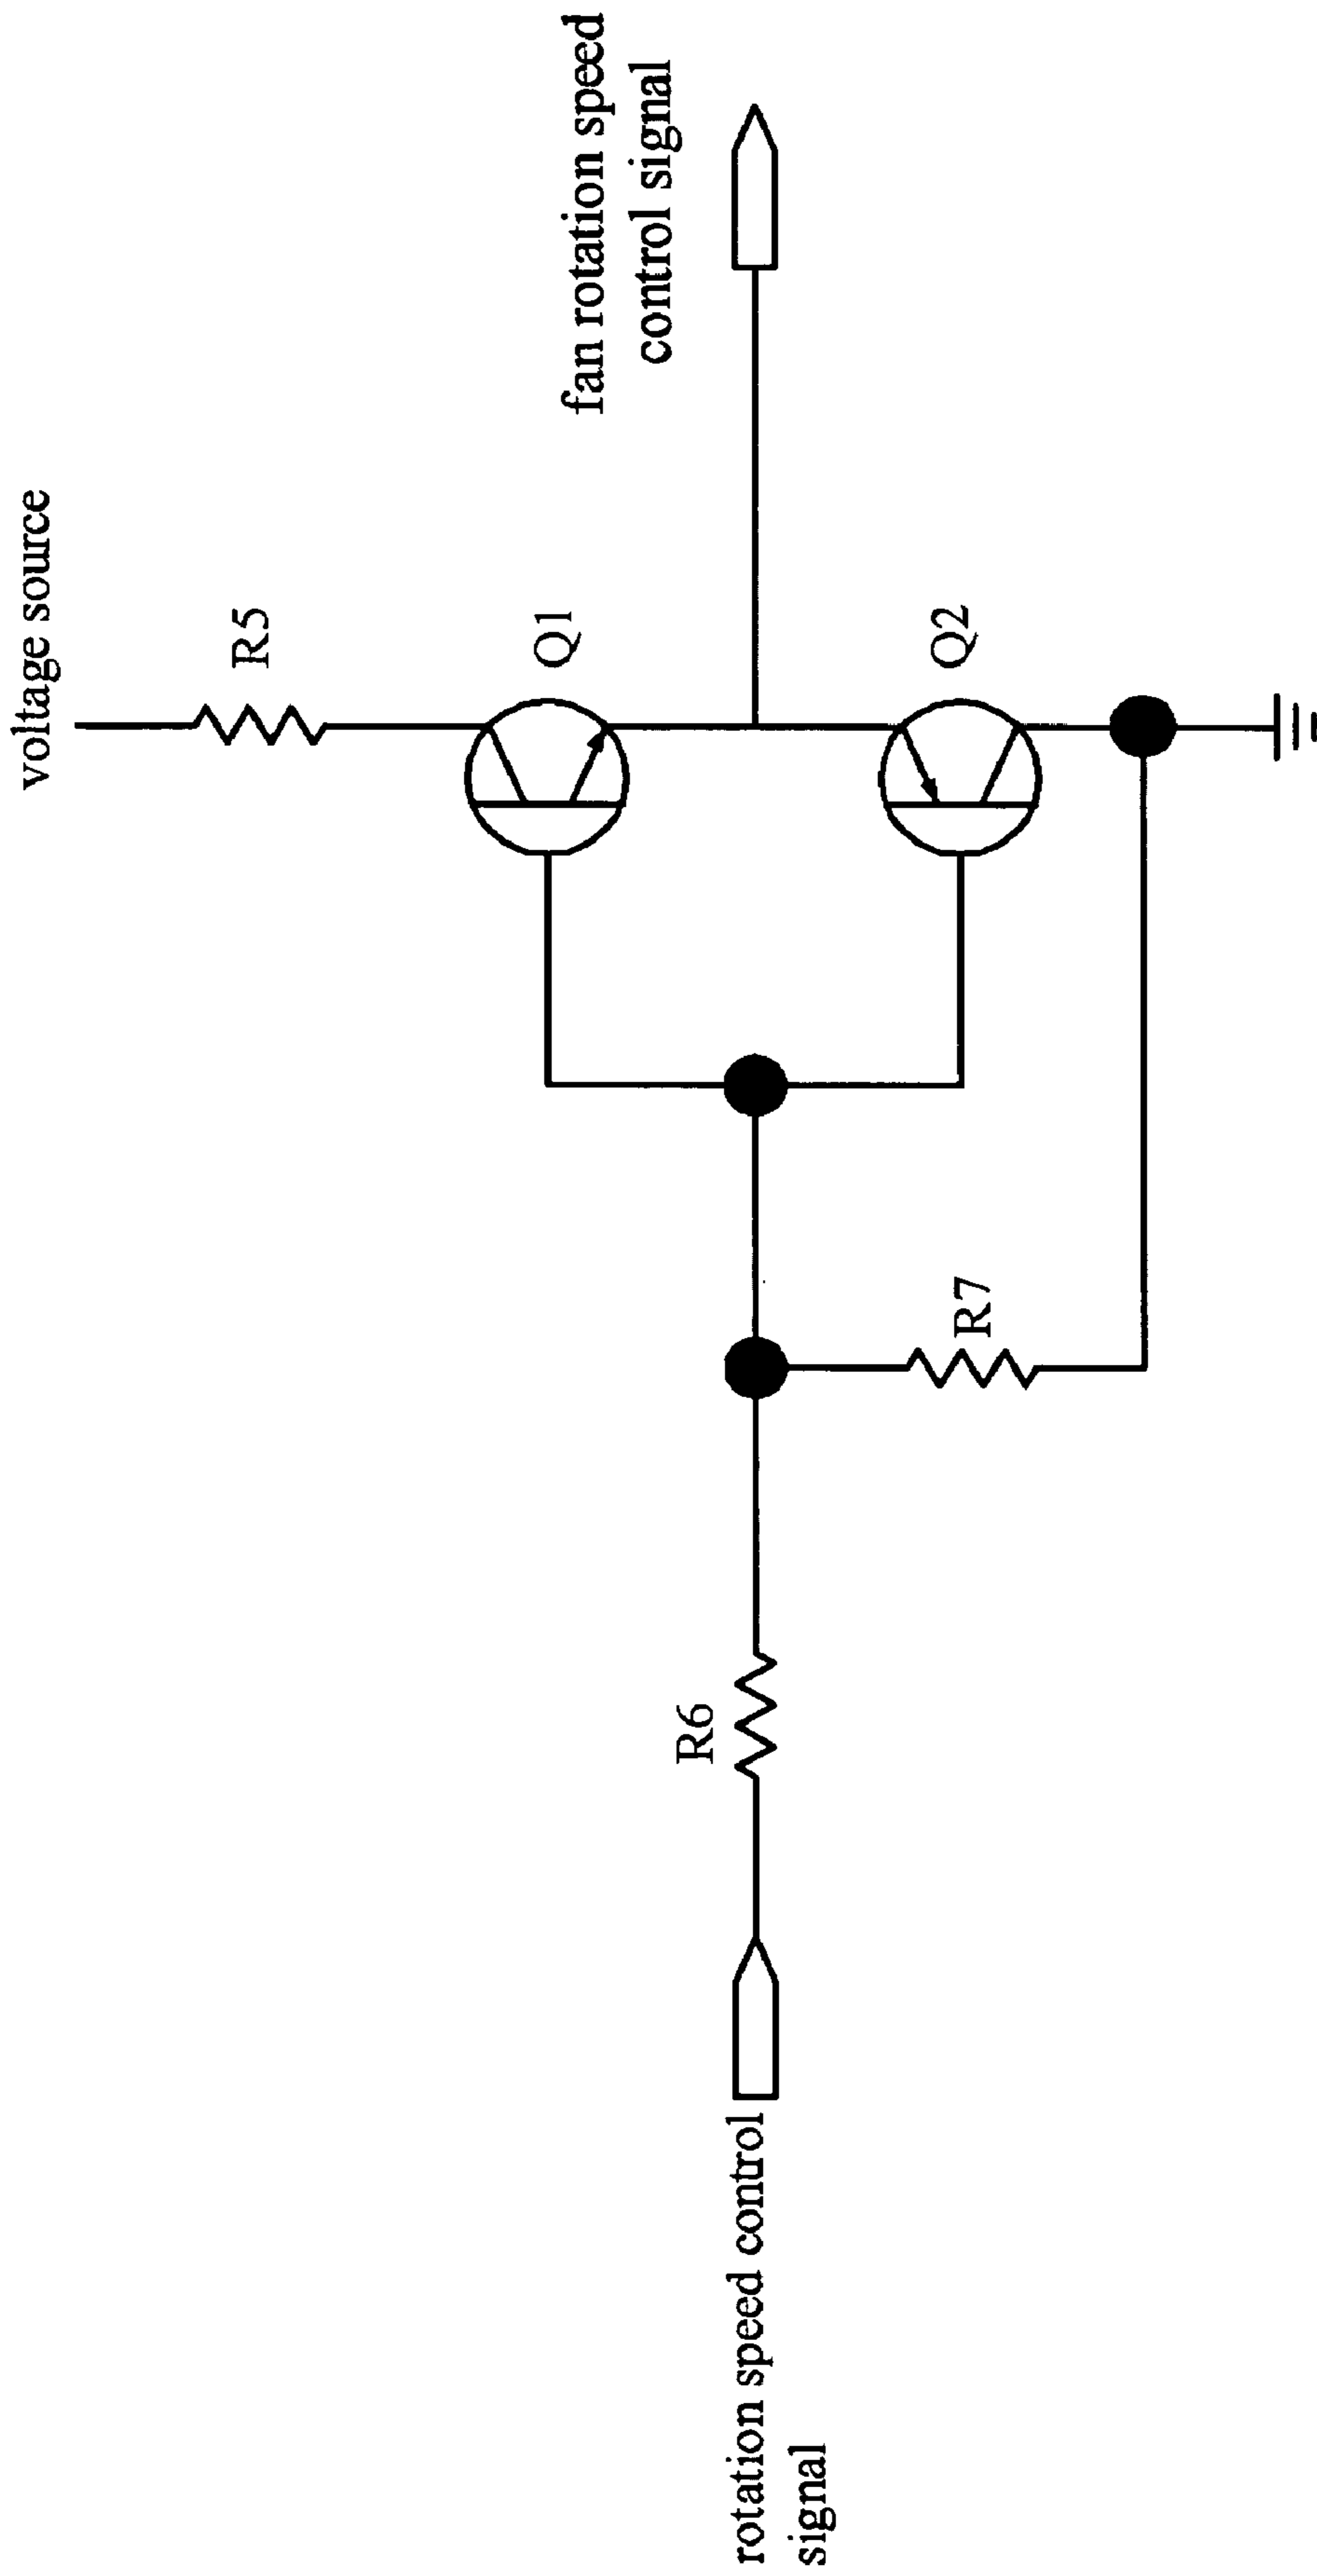 voltage source
R5
Q1
fan rotation speed
control signal
Q2
R6
R7
rotation speed control
signal